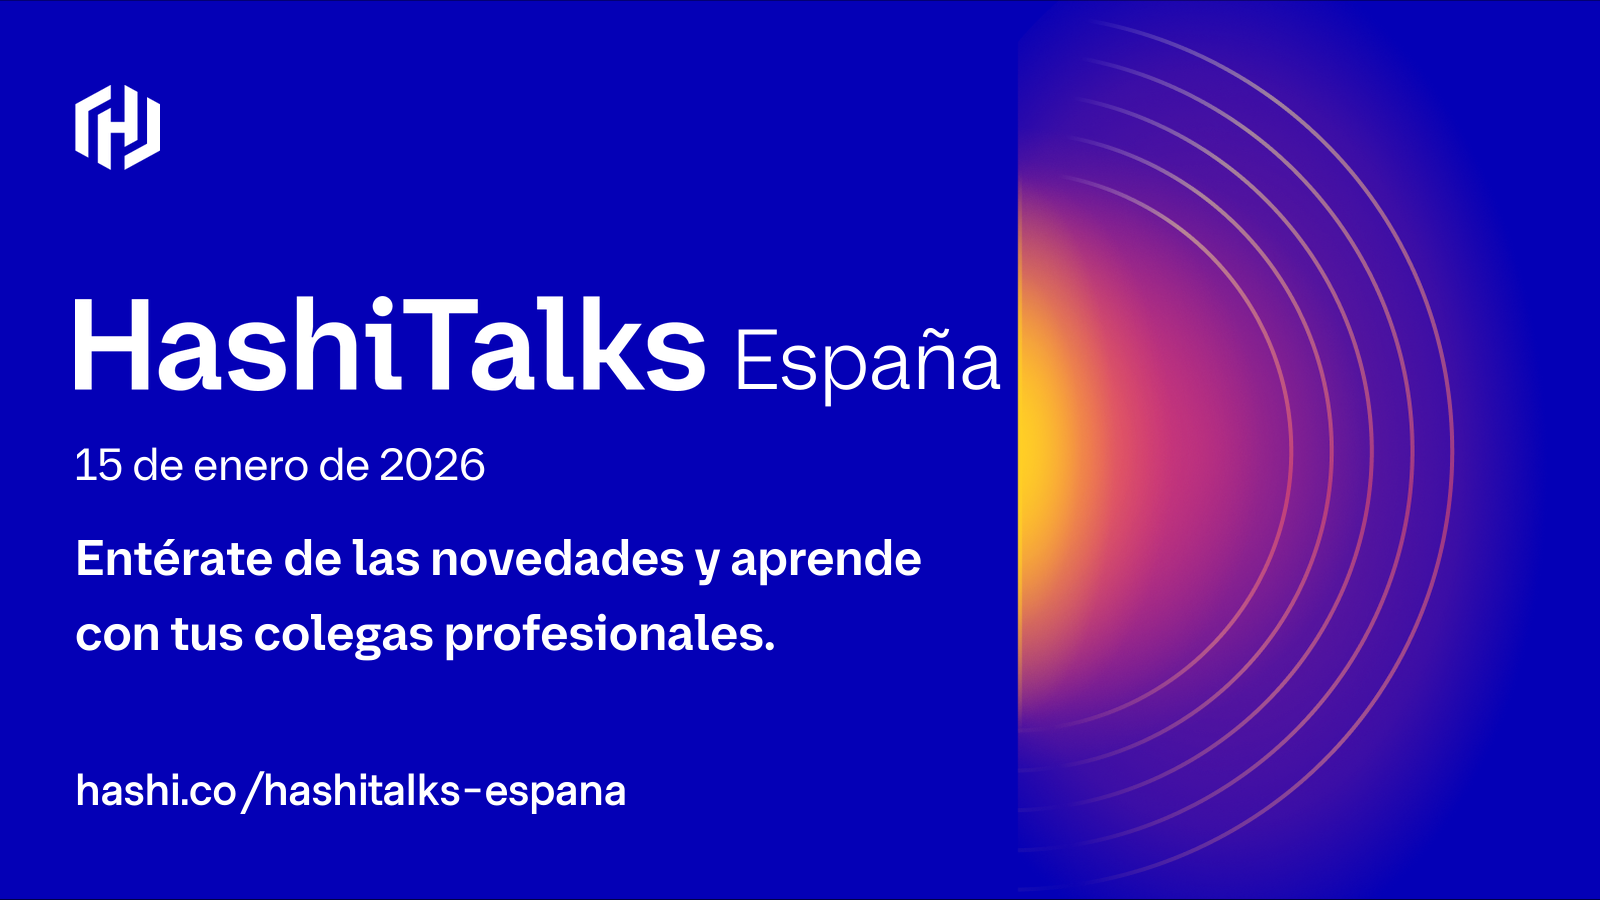 HashiTalks España
15 de enero de 2026
Entérate de las novedades y aprende
con tus colegas profesionales.
hashi.co/hashitalks-espana